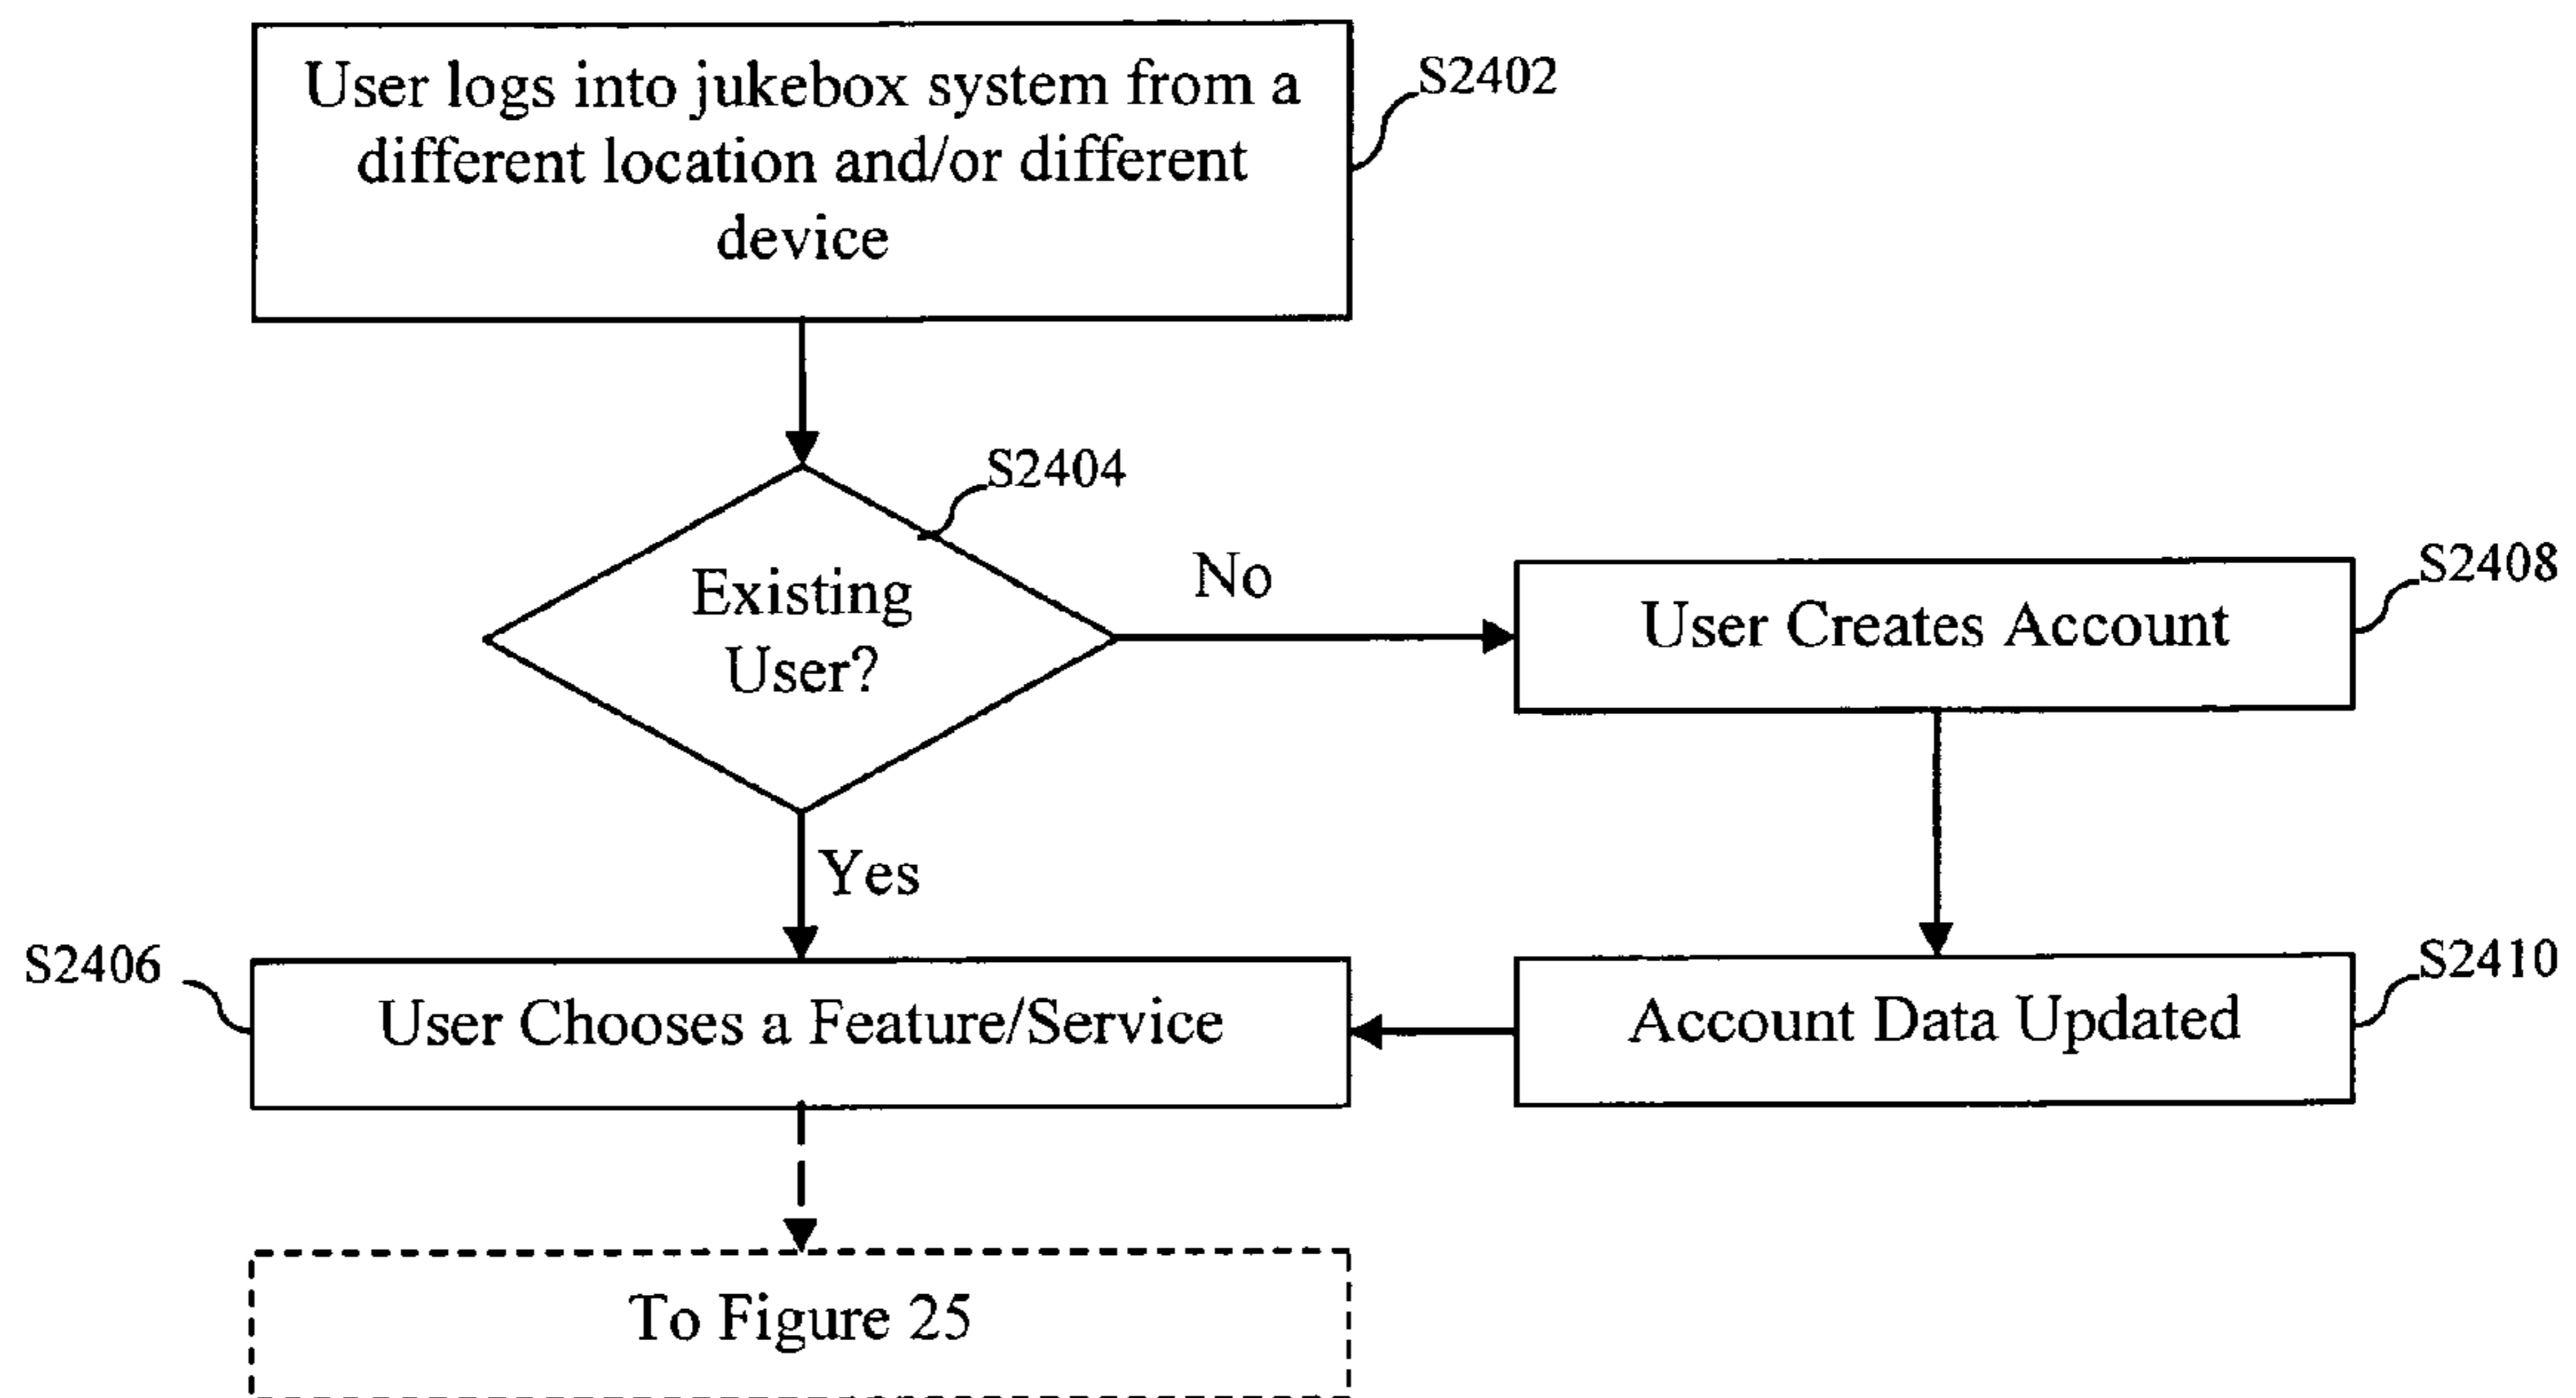 User logs into jukebox system from a
different location and/or different
device
S2402
S2404
Existing
User?
No
User Creates Account
S2408
Yes
S2406
User Chooses a Feature/Service
Account Data Updated
S2410
To Figure 25